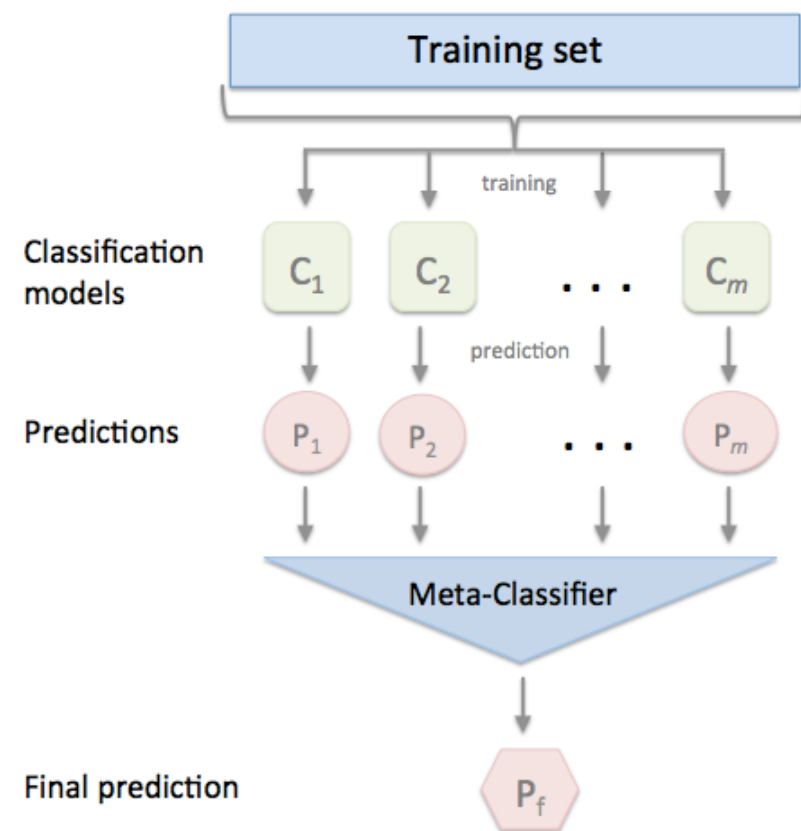 Training set
training
Classification
models
C1 C2 . . . Cm
prediction
Predictions
P1 P2 . . . Pm
Meta-Classifier
Final prediction
Pf